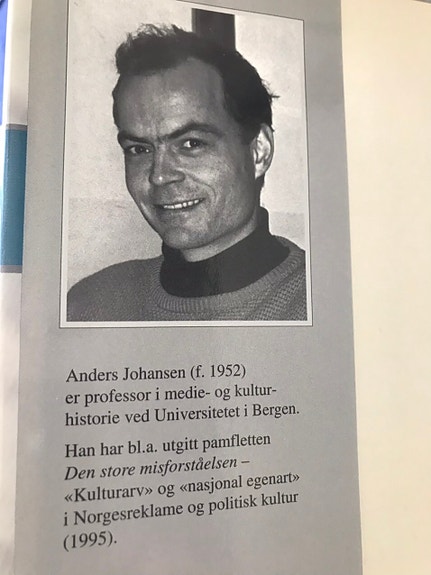 Anders Johansen (f. 1952)
er professor i medie- og kultur-
historie ved Universitetet i Bergen.
Han har bl.a. utgitt pamfletten
Den store misforståelsen –
«Kulturarv» og «nasjonal egenart»
i Norgesreklame og politisk kultur
(1995).